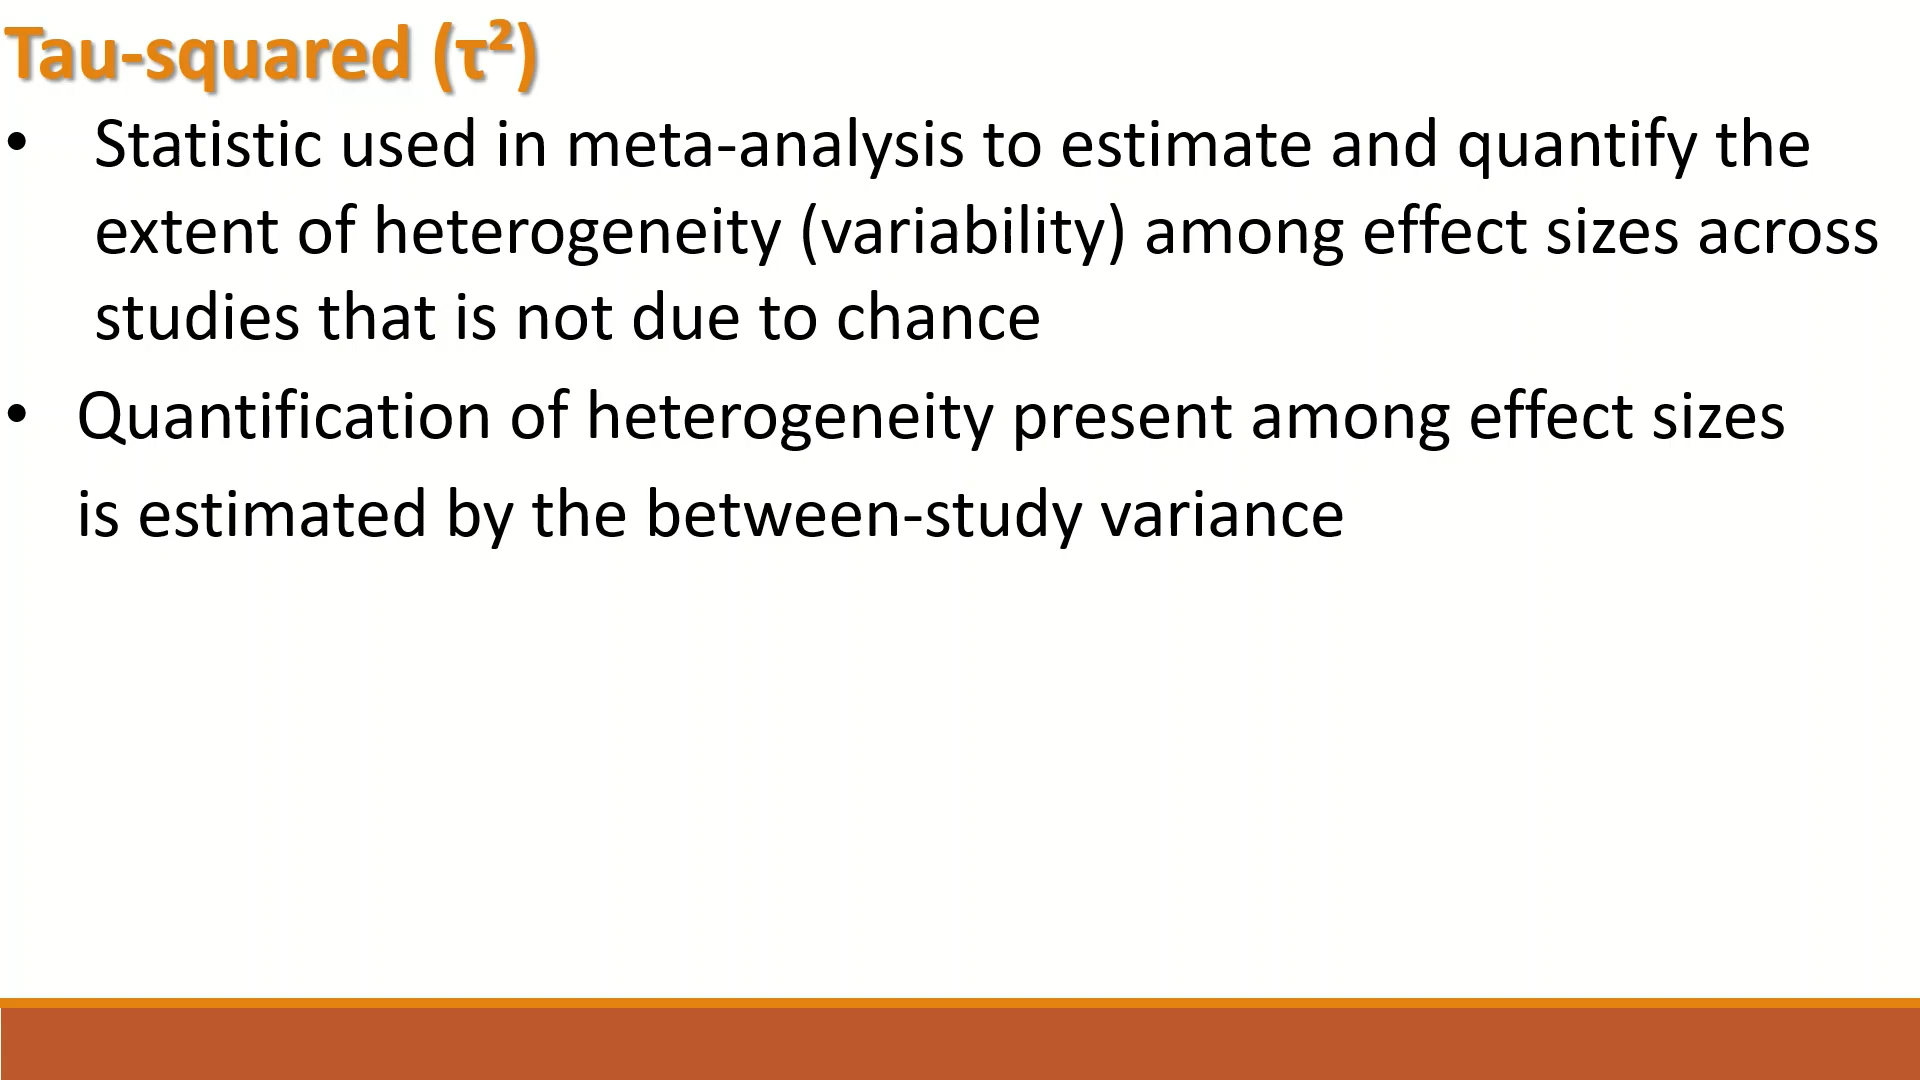 Tau-squared (τ²)
• Statistic used in meta-analysis to estimate and quantify the
extent of heterogeneity (variability) among effect sizes across
studies that is not due to chance
• Quantification of heterogeneity present among effect sizes
is estimated by the between-study variance